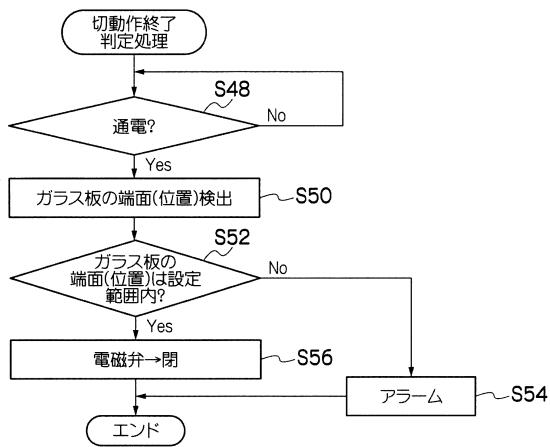 切動作終了
判定処理
S48
通電?
No
Yes
ガラス板の端面(位置)検出
S50
S52
ガラス板の
端面(位置)は設定
範囲内?
No
Yes
電磁弁→閉
S56
アラーム
S54
エンド